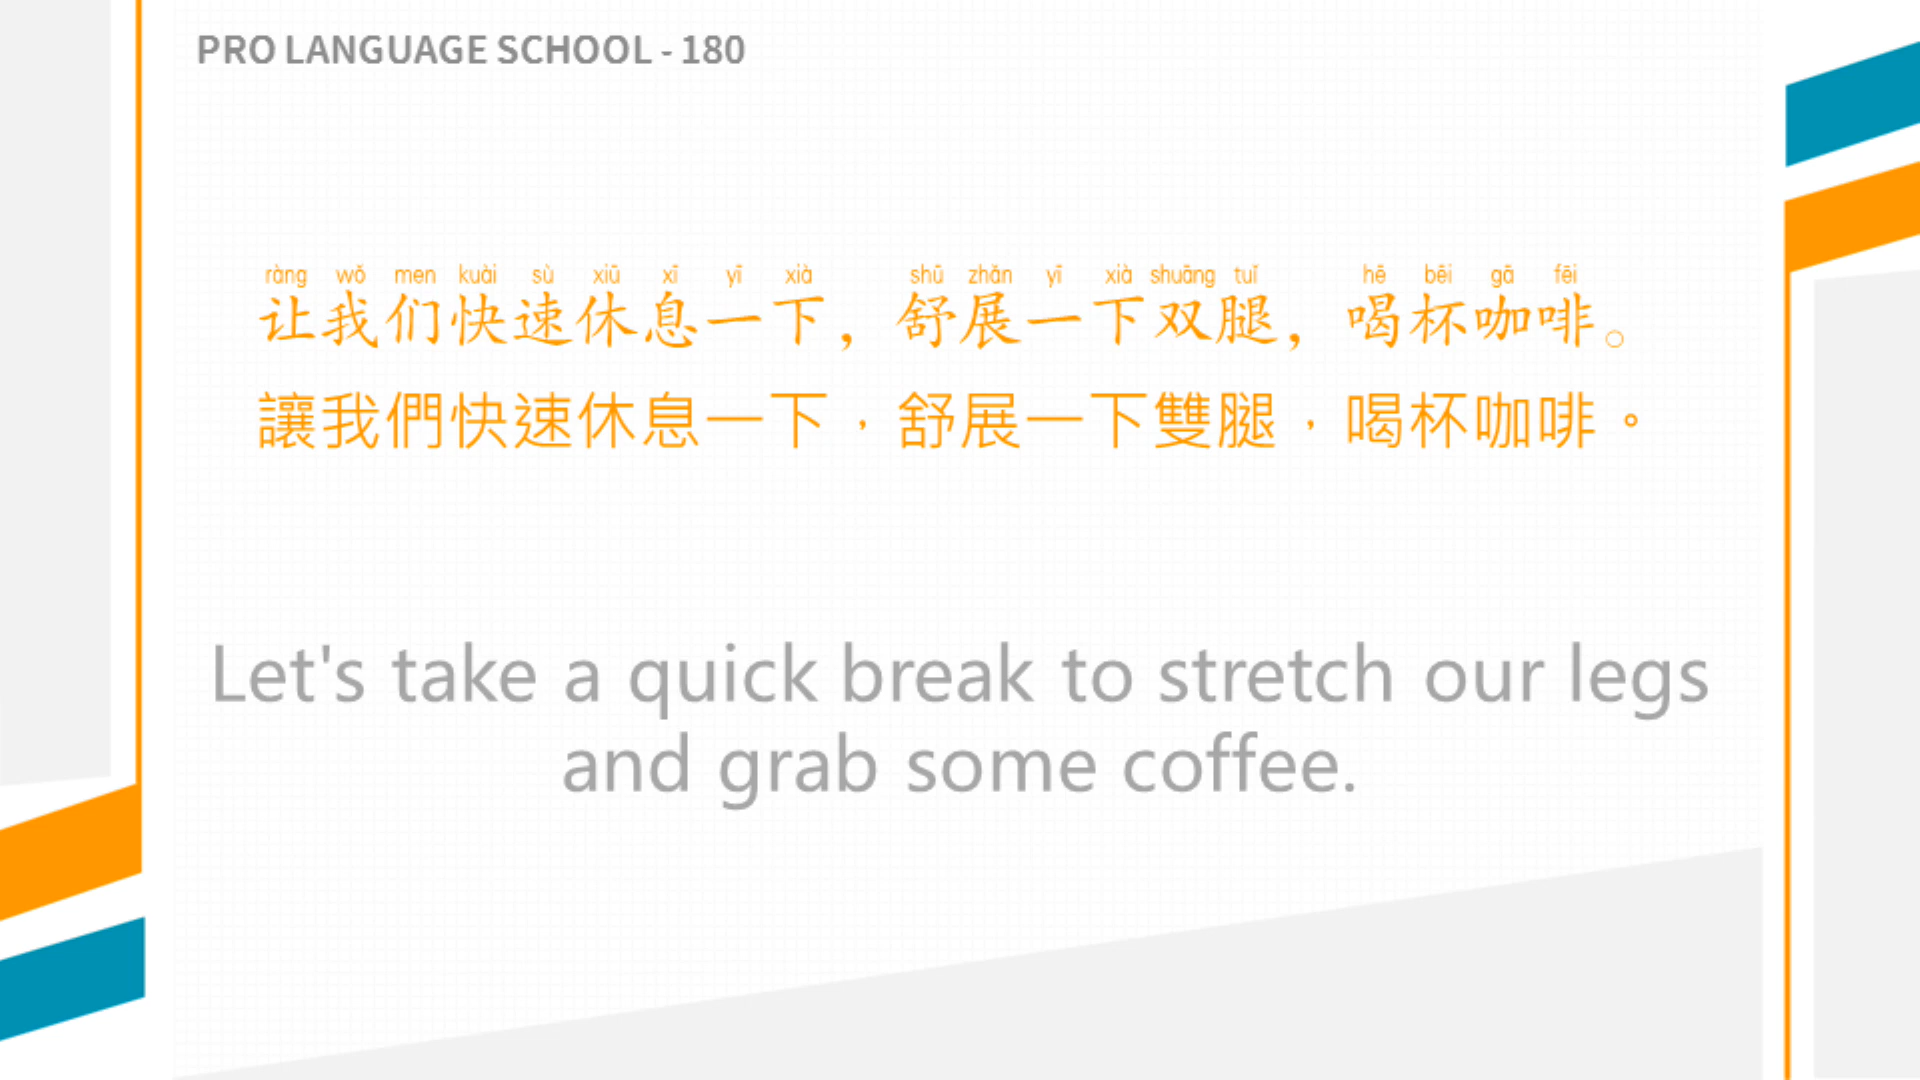 PRO LANGUAGE SCHOOL - 180
ràng wǒ men kuài sù xiū xī yī xià shū zhǎn yī xià shuāng tuǐ hē bēi gā fēi
让我们快速休息一下，舒展一下双腿，喝杯咖啡。
讓我們快速休息一下，舒展一下雙腿，喝杯咖啡。
Let's take a quick break to stretch our legs
and grab some coffee.